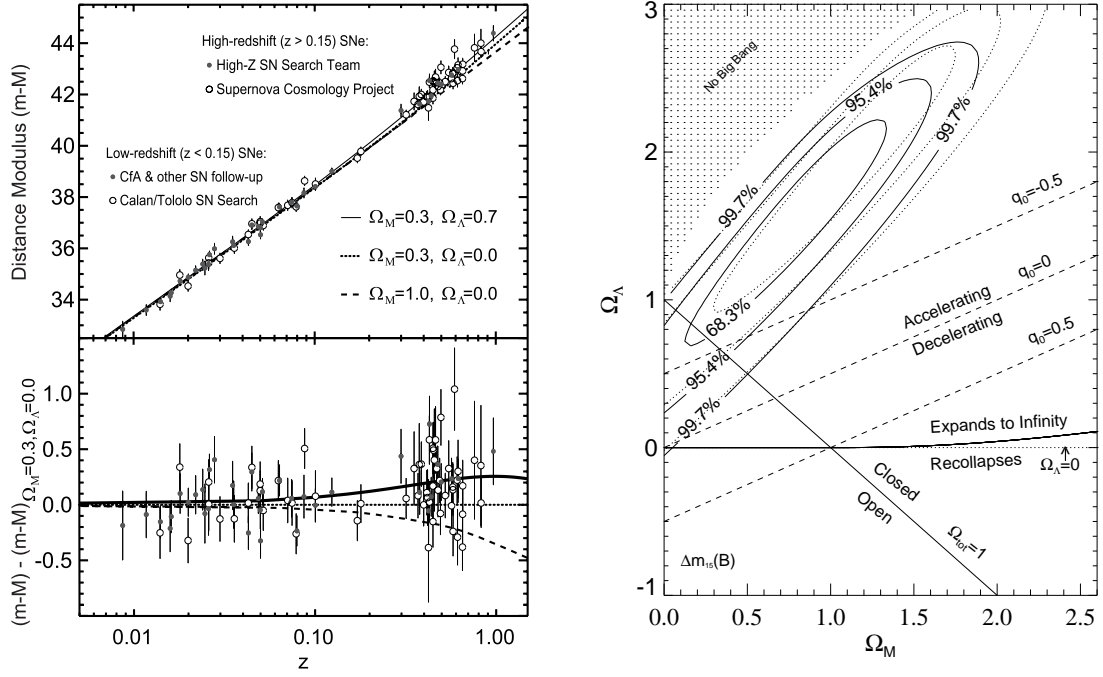 Distance Modulus (m-M)
44
42
40
38
36
34
High-redshift (z > 0.15) SNe:
High-Z SN Search Team
Supernova Cosmology Project
Low-redshift (z < 0.15) SNe:
CfA & other SN follow-up
Calan/Tololo SN Search
Ω_M=0.3, Ω_Λ=0.7
Ω_M=0.3, Ω_Λ=0.0
Ω_M=1.0, Ω_Λ=0.0
(m-M) - (m-M)Ω_M=0.3,Ω_Λ=0.0
1.0
0.5
0.0
-0.5
0.01 0.10 1.00
z
Ω_Λ
3
2
1
0
-1
No Big Bang
95.4%
99.7%
99.7%
68.3%
95.4%
99.7%
q₀=-0.5
q₀=0
Accelerating
Decelerating
q₀=0.5
Expands to Infinity
Recollapses
Ω_Λ=0
Closed
Open
Ω_tot=1
Δm₁₅(B)
0.0 0.5 1.0 1.5 2.0 2.5
Ω_M